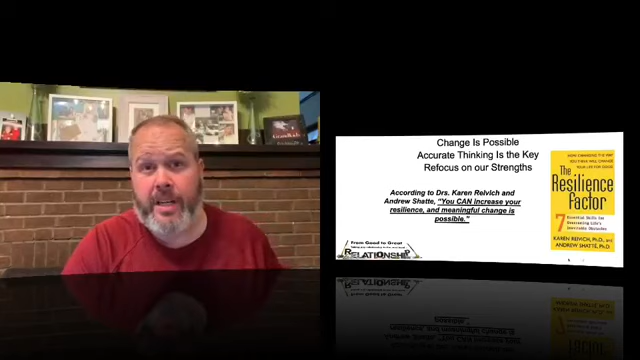 Change Is Possible
Accurate Thinking Is the Key
Refocus on our Strengths
According to Drs. Karen Reivich and
Andrew Shatte, "You CAN increase your
resilience, and meaningful change is
possible."
From Good to Great
RELATIONSHIP
The
Resilience
Factor
7
KAREN REIVICH, PH.D., AND
ANDREW SHATTÉ, PH.D.